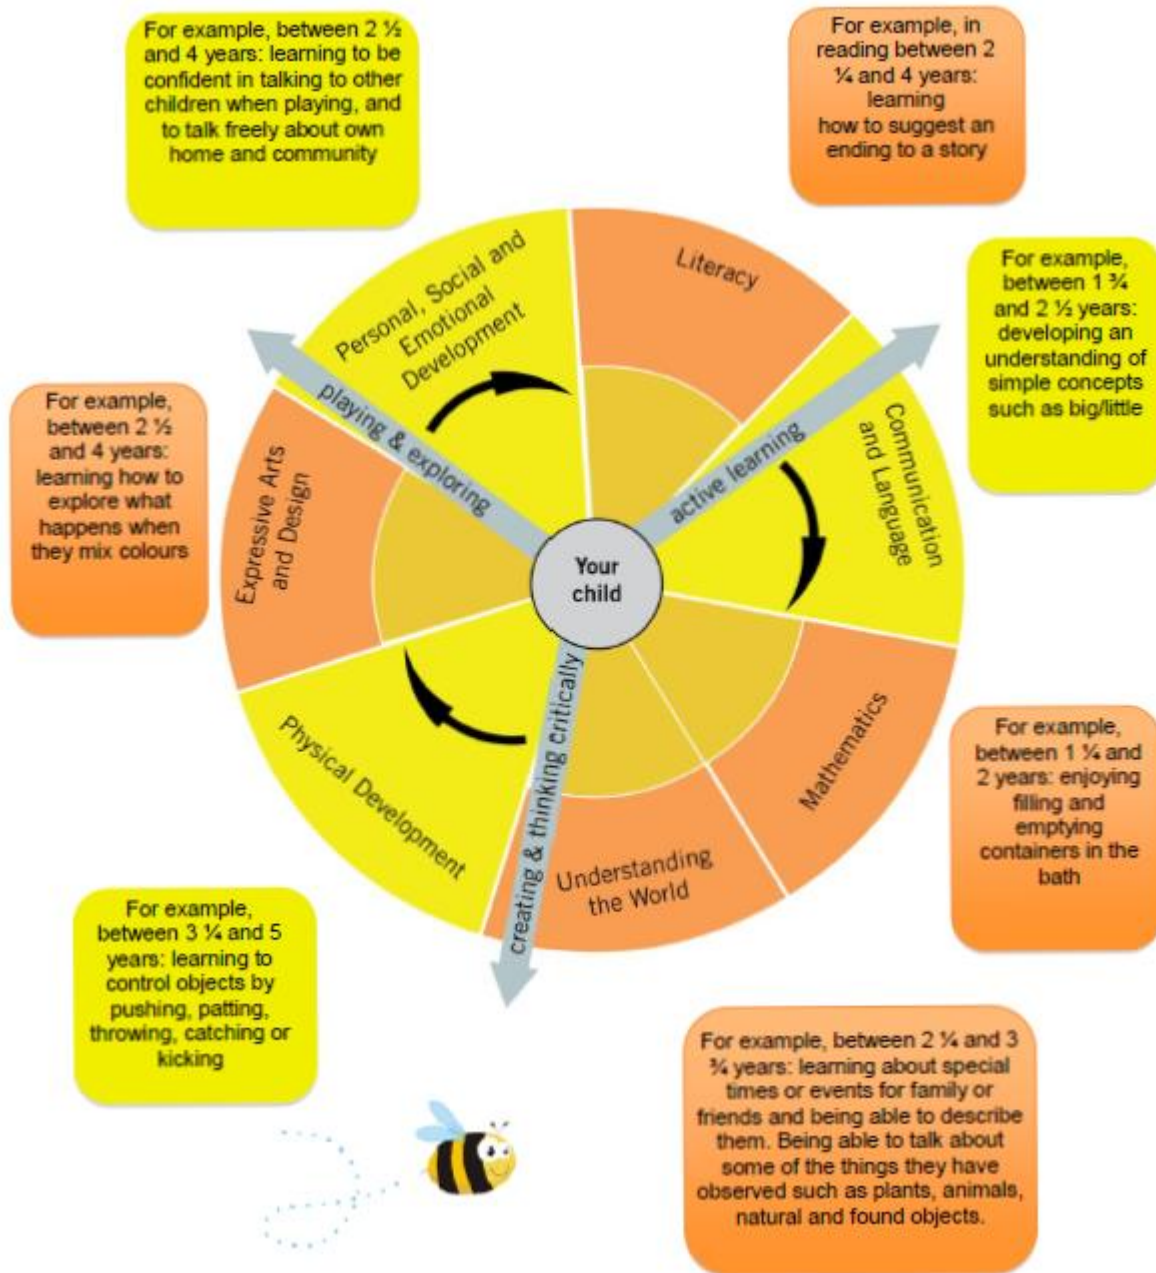 For example, between 2 ½
and 4 years: learning to be
confident in talking to other
children when playing, and
to talk freely about own
home and community
For example, in
reading between 2
¼ and 4 years:
learning
how to suggest an
ending to a story
For example,
between 1 ¾
and 2 ½ years:
developing an
understanding of
simple concepts
such as big/little
For example,
between 2 ½
and 4 years:
learning how to
explore what
happens when
they mix colours
Personal, Social and
Emotional
Development
Literacy
Communication
and Language
Expressive Arts
and Design
playing & exploring
active learning
Your
child
creating & thinking critically
Physical Development
Understanding
the World
Mathematics
For example,
between 1 ¼ and
2 years: enjoying
filling and
emptying
containers in the
bath
For example,
between 3 ¼ and 5
years: learning to
control objects by
pushing, patting,
throwing, catching or
kicking
For example, between 2 ¼ and 3
¾ years: learning about special
times or events for family or
friends and being able to describe
them. Being able to talk about
some of the things they have
observed such as plants, animals,
natural and found objects.